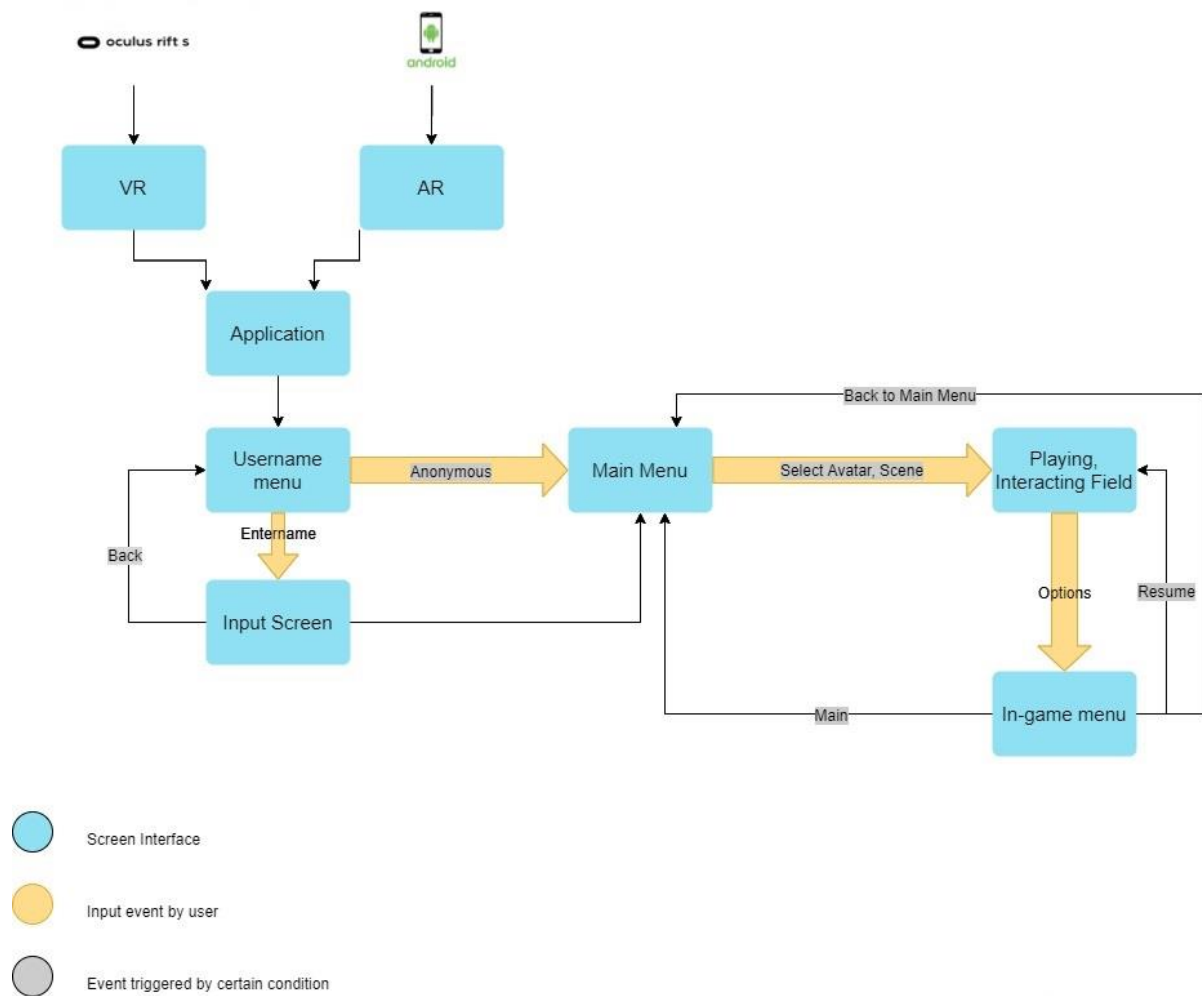 oculus rift s
android
VR
AR
Application
Back to Main Menu
Username
menu
Anonymous
Main Menu
Select Avatar, Scene
Playing,
Interacting Field
Entername
Back
Options
Resume
Input Screen
Main
In-game menu
Screen Interface
Input event by user
Event triggered by certain condition